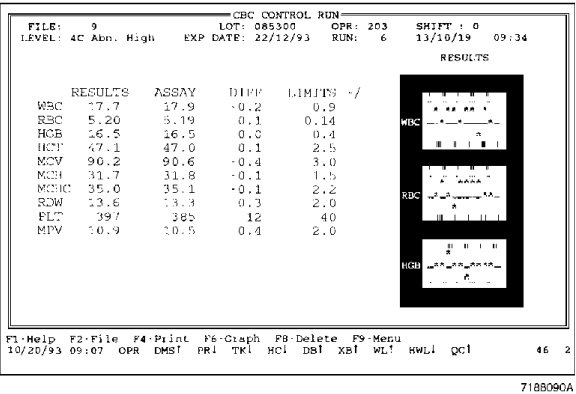 CBC CONTROL RUN
FILE: 9 LOT: 085300 OPR: 203 SHIFT : 0
LEVEL: 4C Abn. High EXP DATE: 22/12/93 RUN: 6 13/10/19 09:34
RESULTS
RESULTS ASSAY DIFF LIMITS +/
WBC 17.7 17.9 -0.2 0.9
RBC 5.20 5.19 0.1 0.14
HGB 16.5 16.5 0.0 0.4
HCT 47.1 47.0 0.1 2.5
MCV 90.2 90.6 -0.4 3.0
MCH 31.7 31.8 -0.1 1.5
MCHC 35.0 35.1 -0.1 2.2
RDW 13.6 13.3 0.3 2.0
PLT 397 385 12 40
MPV 10.9 10.5 0.4 2.0
WBC
RBC
HGB
F1-Help F2-File F4-Print F6-Graph F8-Delete F9-Menu
10/20/93 09:07 OPR DMS↑ PR↓ TK↓ HC↓ DB↑ XB↑ WL↑ HWL↓ QC↑ 46 2
7188090A